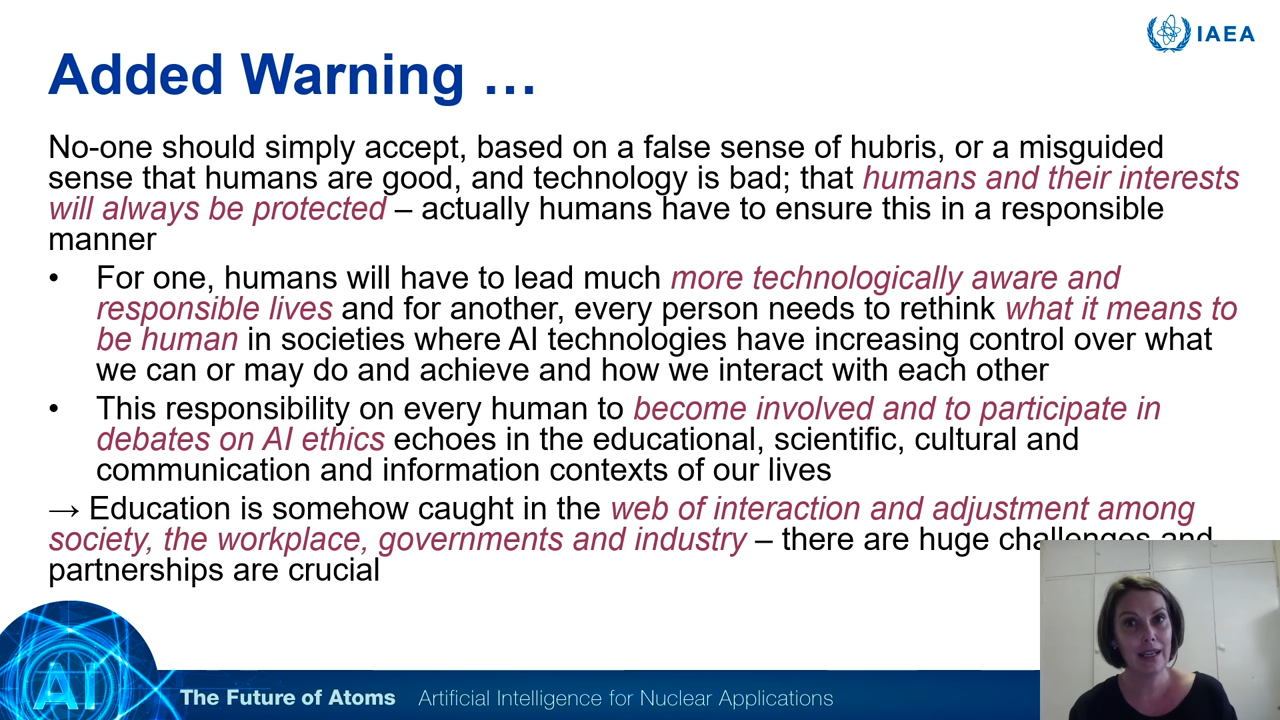 IAEA
Added Warning …
No-one should simply accept, based on a false sense of hubris, or a misguided
sense that humans are good, and technology is bad; that humans and their interests
will always be protected – actually humans have to ensure this in a responsible
manner
• For one, humans will have to lead much more technologically aware and
responsible lives and for another, every person needs to rethink what it means to
be human in societies where AI technologies have increasing control over what
we can or may do and achieve and how we interact with each other
• This responsibility on every human to become involved and to participate in
debates on AI ethics echoes in the educational, scientific, cultural and
communication and information contexts of our lives
→ Education is somehow caught in the web of interaction and adjustment among
society, the workplace, governments and industry – there are huge challenges and
partnerships are crucial
AI
The Future of Atoms Artificial Intelligence for Nuclear Applications